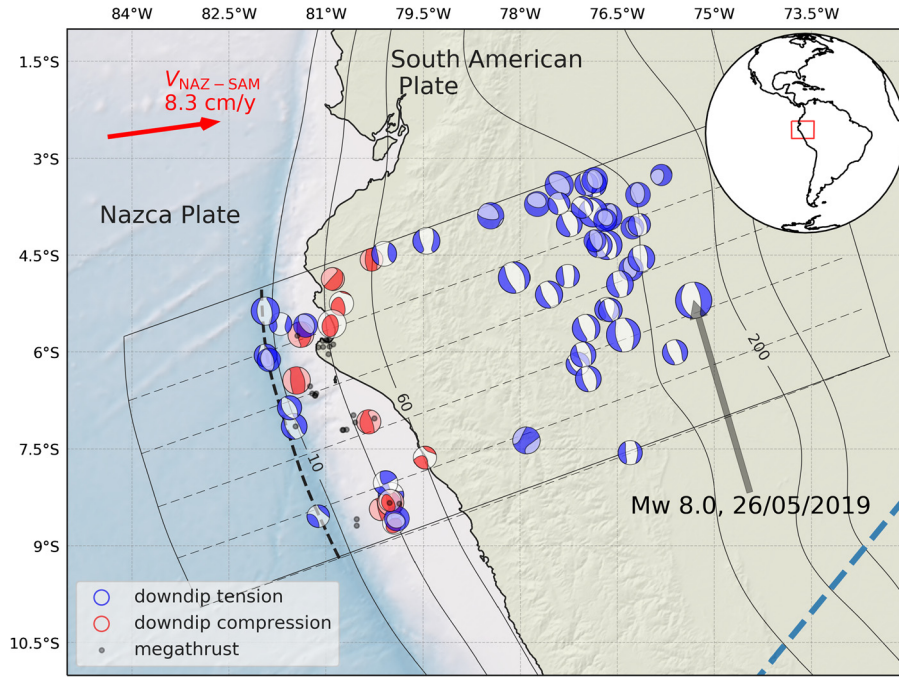 84°W 82.5°W 81°W 79.5°W 78°W 76.5°W 75°W 73.5°W
1.5°S
3°S
4.5°S
6°S
7.5°S
9°S
10.5°S
South American
Plate
V NAZ − SAM
8.3 cm/y
Nazca Plate
200
60
10
Mw 8.0, 26/05/2019
downdip tension
downdip compression
megathrust